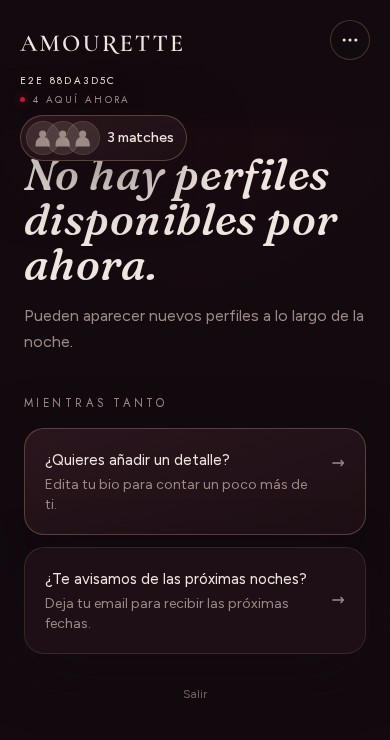 AMOURETTE
E2E 88DA3D5C
4 AQUÍ AHORA
3 matches
No hay perfiles
disponibles por
ahora.
Pueden aparecer nuevos perfiles a lo largo de la
noche.
MIENTRAS TANTO
¿Quieres añadir un detalle?
Edita tu bio para contar un poco más de
ti.
¿Te avisamos de las próximas noches?
Deja tu email para recibir las próximas
fechas.
Salir